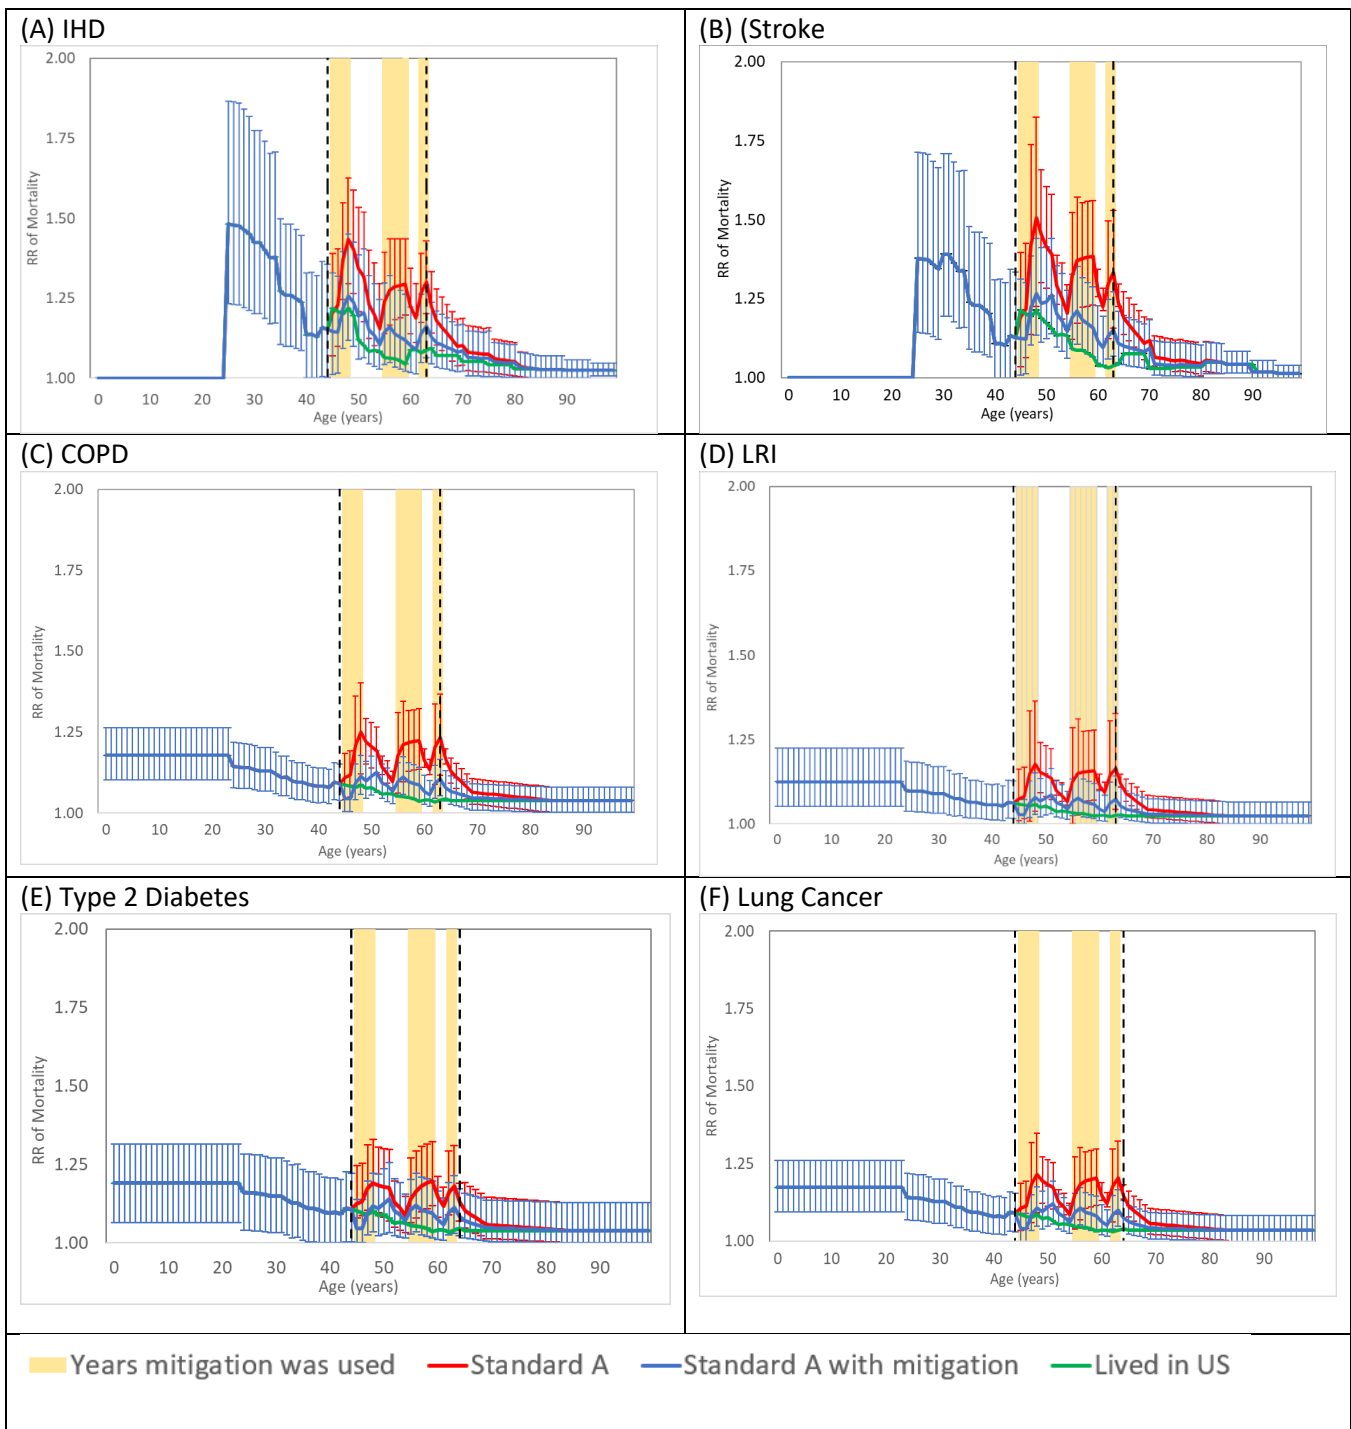 (A) IHD
2.00
1.75
1.50
1.25
1.00
RR of Mortality
0 10 20 30 40 50 60 70 80 90
Age (years)
(B) (Stroke
2.00
1.75
1.50
1.25
1.00
RR of Mortality
0 10 20 30 40 50 60 70 80 90
Age (years)
(C) COPD
2.00
1.75
1.50
1.25
1.00
RR of Mortality
0 10 20 30 40 50 60 70 80 90
Age (years)
(D) LRI
2.00
1.75
1.50
1.25
1.00
RR of Mortality
0 10 20 30 40 50 60 70 80 90
Age (years)
(E) Type 2 Diabetes
2.00
1.75
1.50
1.25
1.00
RR of Mortality
0 10 20 30 40 50 60 70 80 90
Age (years)
(F) Lung Cancer
2.00
1.75
1.50
1.25
1.00
RR of Mortality
0 10 20 30 40 50 60 70 80 90
Age (years)
Years mitigation was used Standard A Standard A with mitigation Lived in US